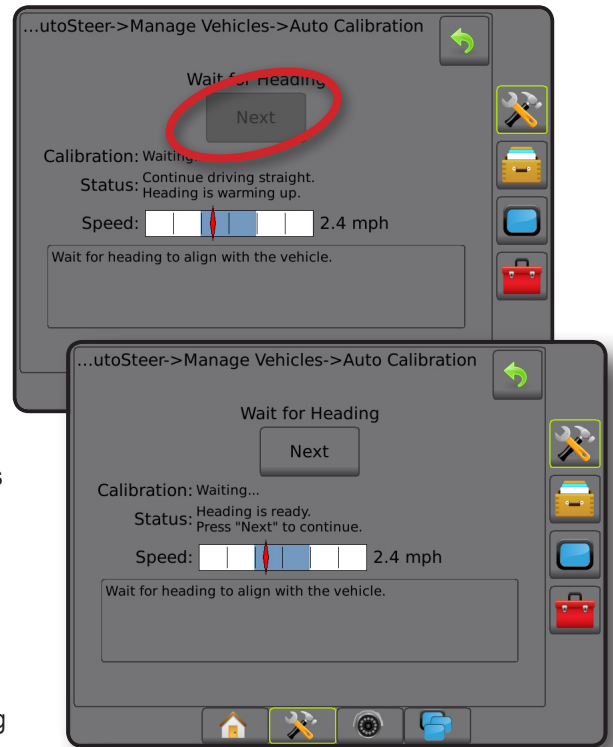 ...utoSteer->Manage Vehicles->Auto Calibration
Wait for Heading
Next
Calibration: Waiting...
Status: Continue driving straight.
Heading is warming up.
Speed: 2.4 mph
Wait for heading to align with the vehicle.
...utoSteer->Manage Vehicles->Auto Calibration
Wait for Heading
Next
Calibration: Waiting...
Status: Heading is ready.
Press "Next" to continue.
Speed: 2.4 mph
Wait for heading to align with the vehicle.
s
g